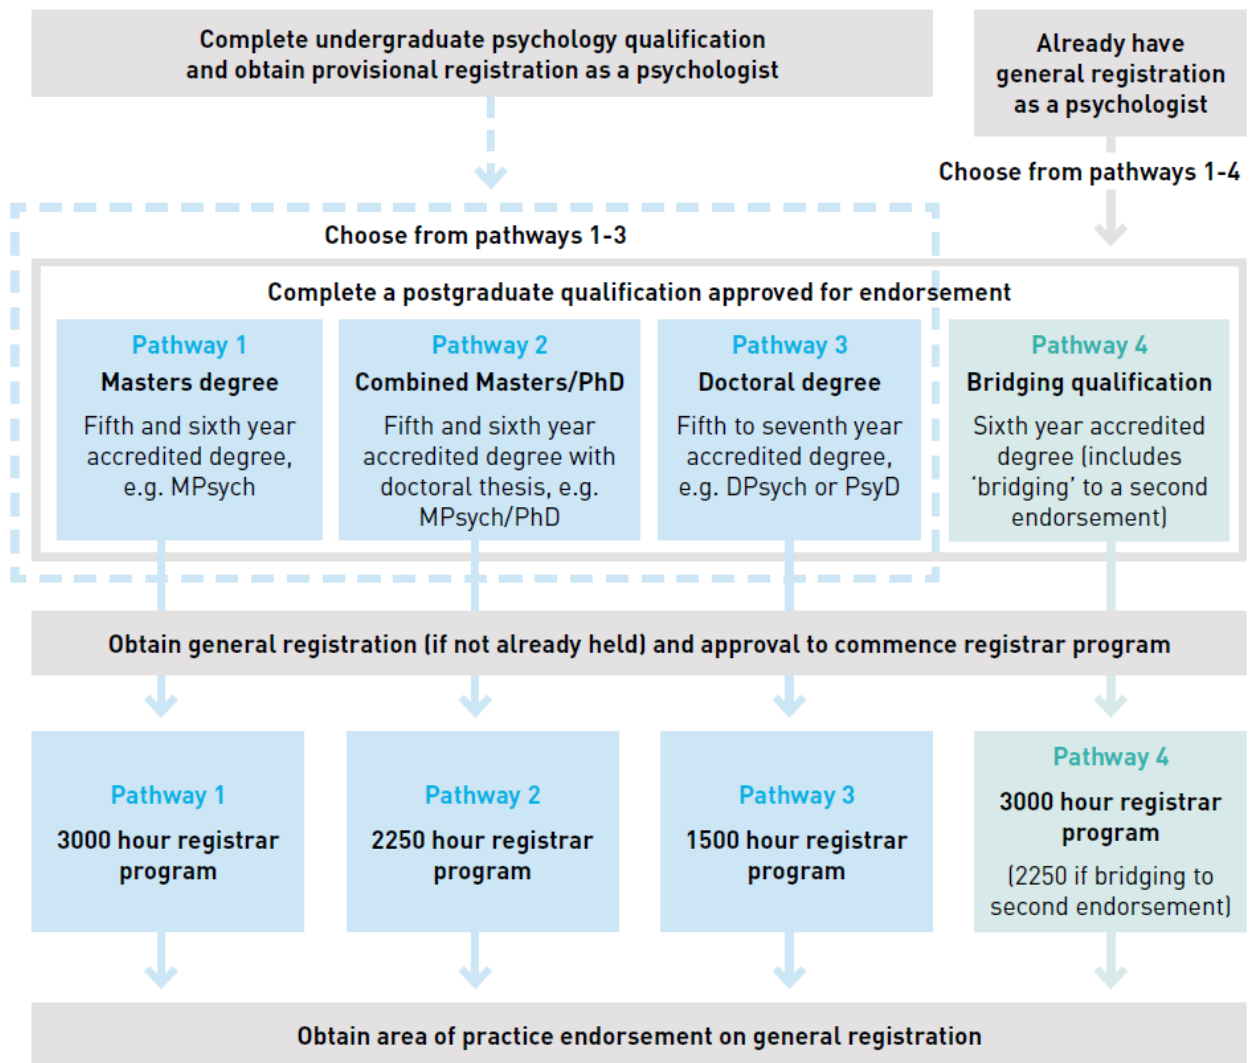 Complete undergraduate psychology qualification
and obtain provisional registration as a psychologist
Already have
general registration
as a psychologist
Choose from pathways 1-4
Choose from pathways 1-3
Complete a postgraduate qualification approved for endorsement
Pathway 1
Masters degree
Fifth and sixth year
accredited degree,
e.g. MPsych
Pathway 2
Combined Masters/PhD
Fifth and sixth year
accredited degree with
doctoral thesis, e.g.
MPsych/PhD
Pathway 3
Doctoral degree
Fifth to seventh year
accredited degree,
e.g. DPsych or PsyD
Pathway 4
Bridging qualification
Sixth year accredited
degree (includes
‘bridging’ to a second
endorsement)
Obtain general registration (if not already held) and approval to commence registrar program
Pathway 1
3000 hour registrar
program
Pathway 2
2250 hour registrar
program
Pathway 3
1500 hour registrar
program
Pathway 4
3000 hour registrar
program
(2250 if bridging to
second endorsement)
Obtain area of practice endorsement on general registration